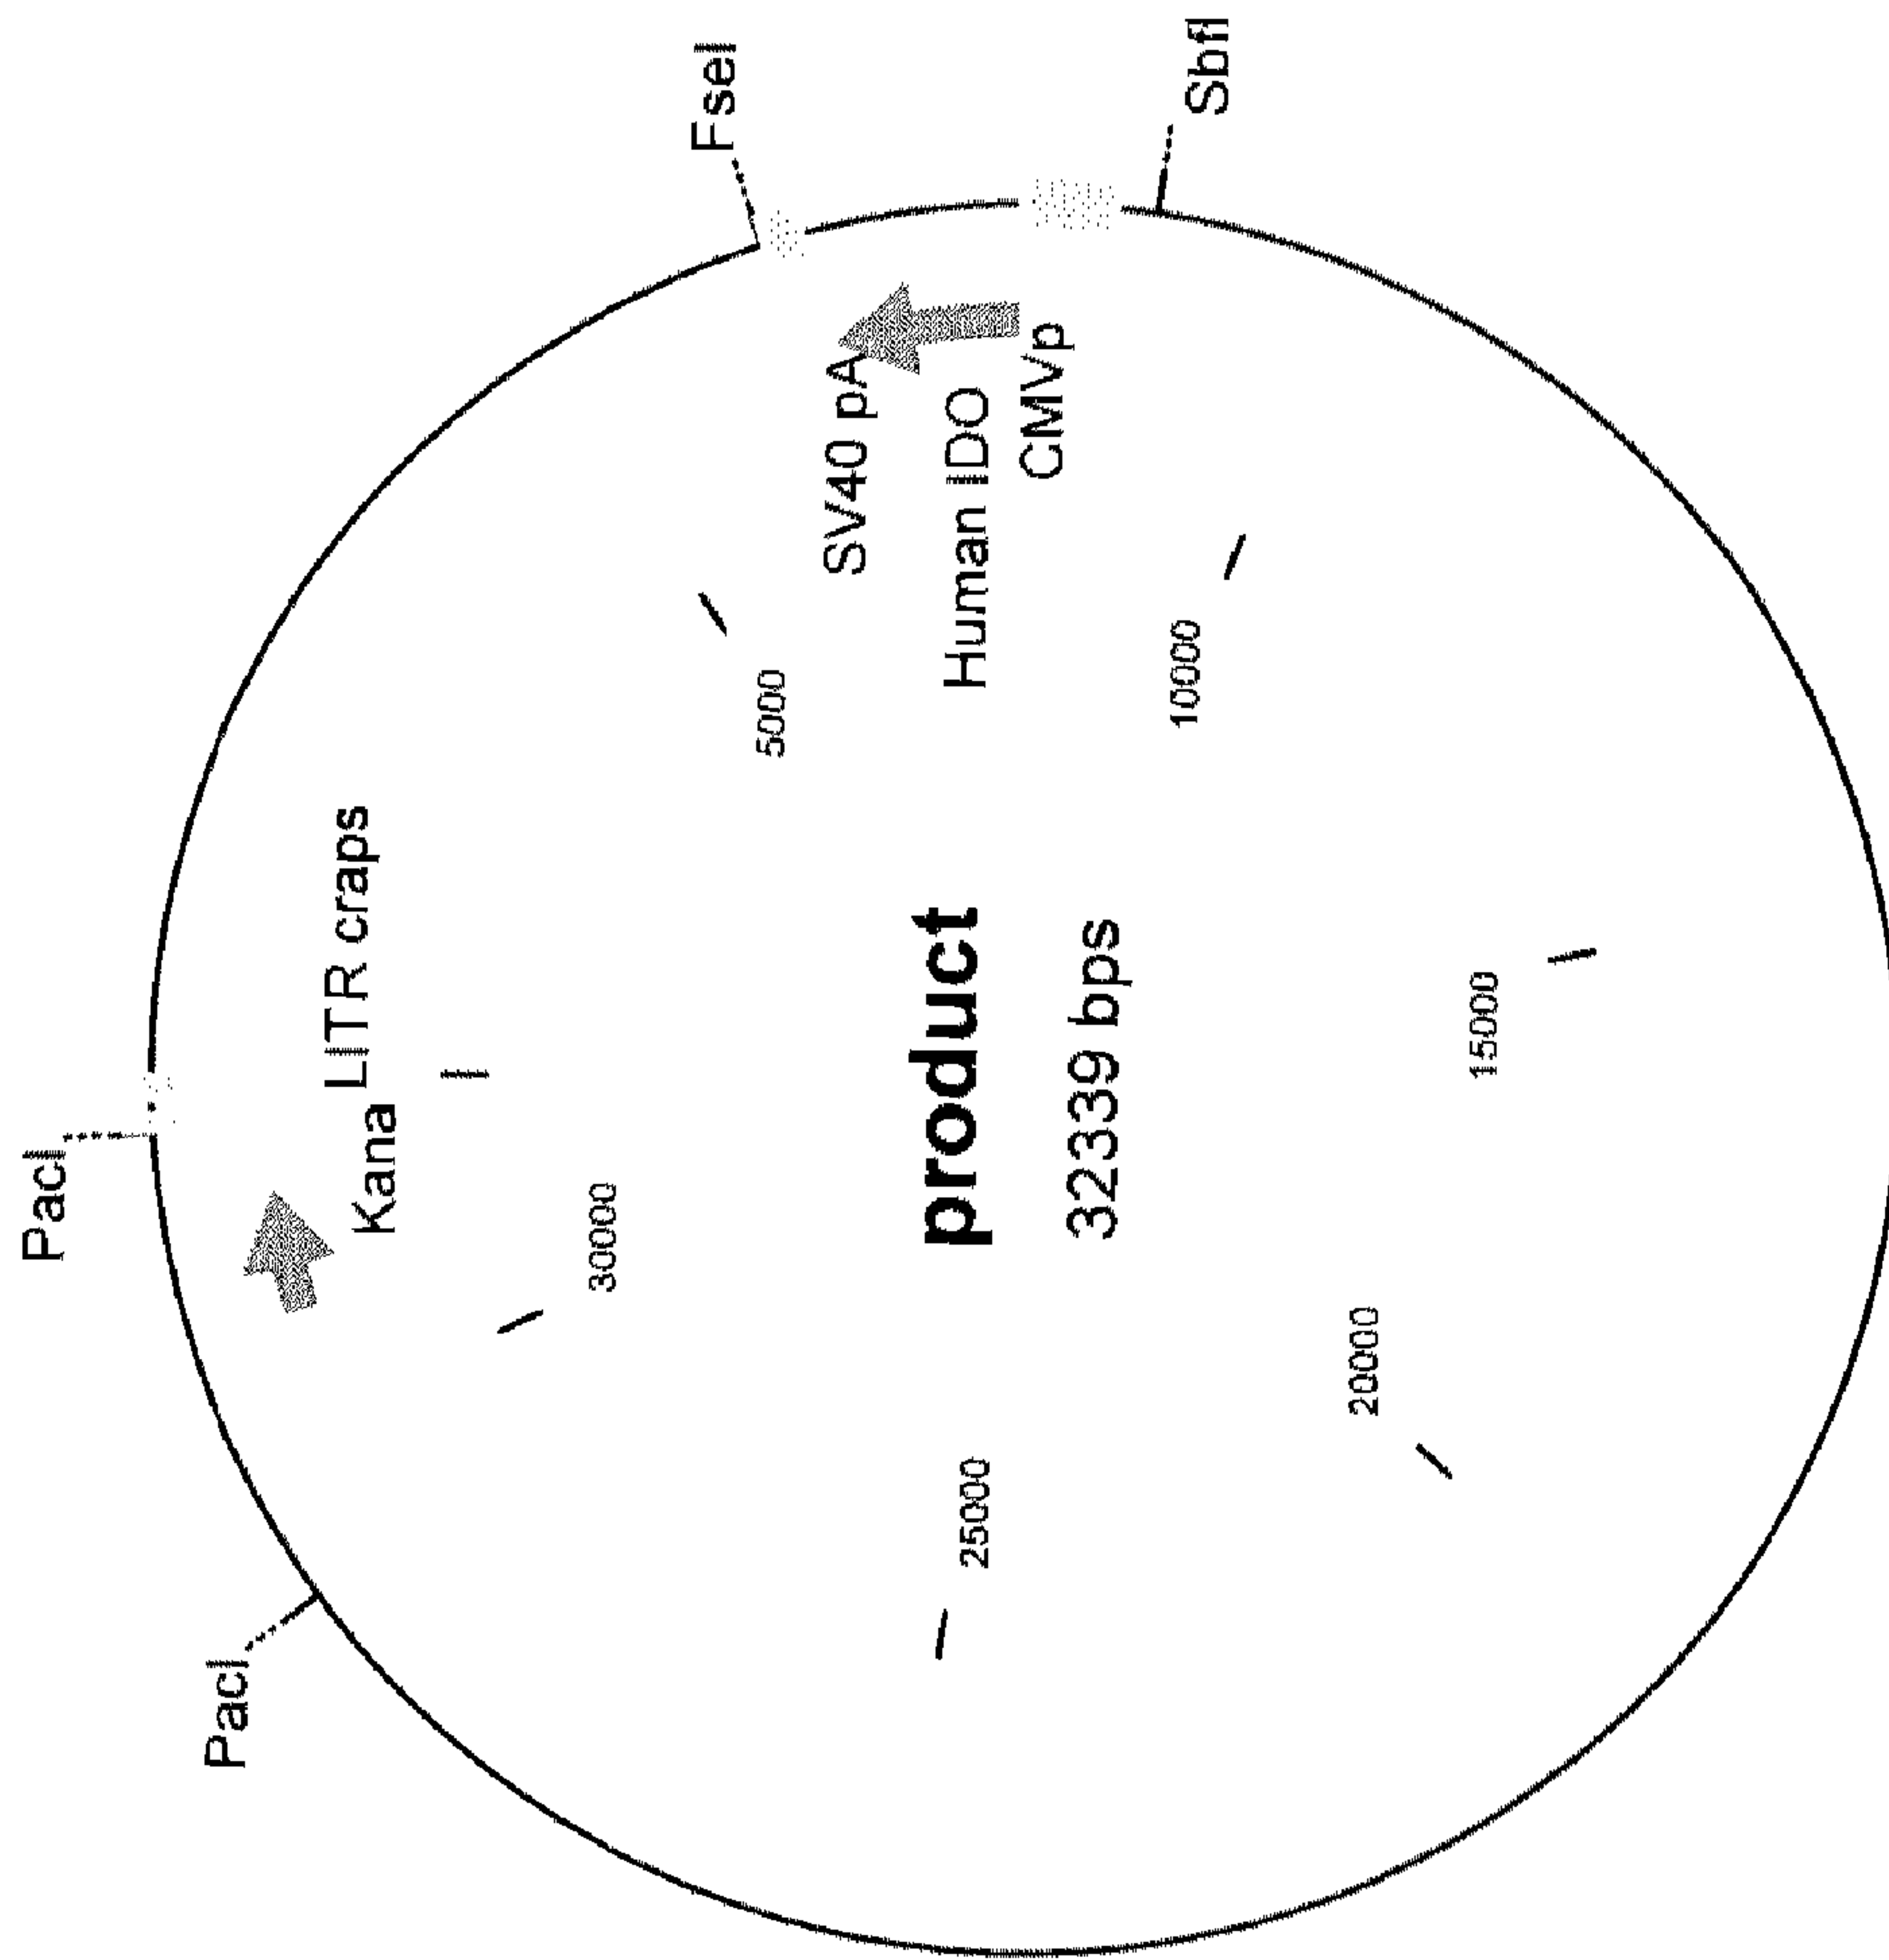 PacI
PacI
FseI
SbfI
Kana
LITR craps
SV40 pA
Human IDO
CMVp
5000
10000
15000
20000
25000
30000
product
32339 bps